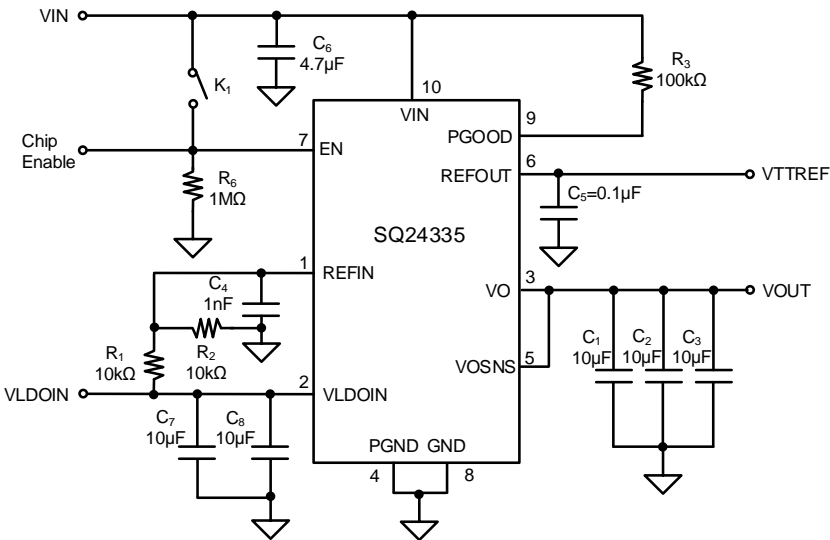 VIN
C6
4.7µF
R3
100kΩ
K1
10
VIN
9
PGOOD
Chip
Enable
7
EN
6
REFOUT
VTTREF
R6
1MΩ
C5=0.1µF
SQ24335
1
REFIN
C4
1nF
3
VO
VOUT
R1
10kΩ
R2
10kΩ
C1
10µF
C2
10µF
C3
10µF
5
VOSNS
2
VLDOIN
VLDOIN
C7
10µF
C8
10µF
PGND GND
4
8